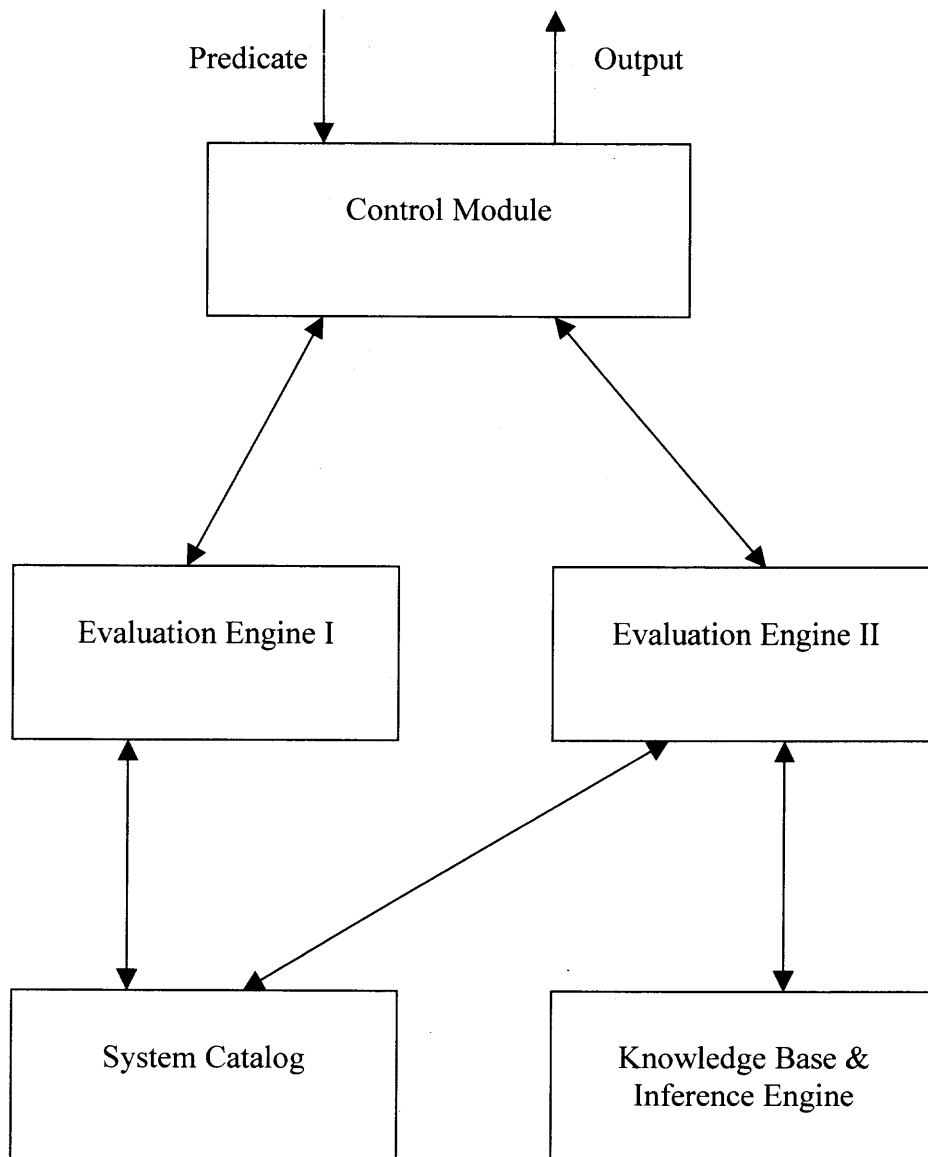 Predicate
Output
Control Module
Evaluation Engine I
Evaluation Engine II
System Catalog
Knowledge Base &
Inference Engine